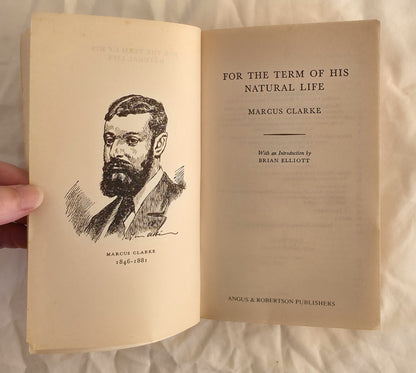 MARCUS CLARKE
1846-1881
FOR THE TERM OF HIS
NATURAL LIFE
MARCUS CLARKE
With an Introduction by
BRIAN ELLIOTT
ANGUS & ROBERTSON PUBLISHERS